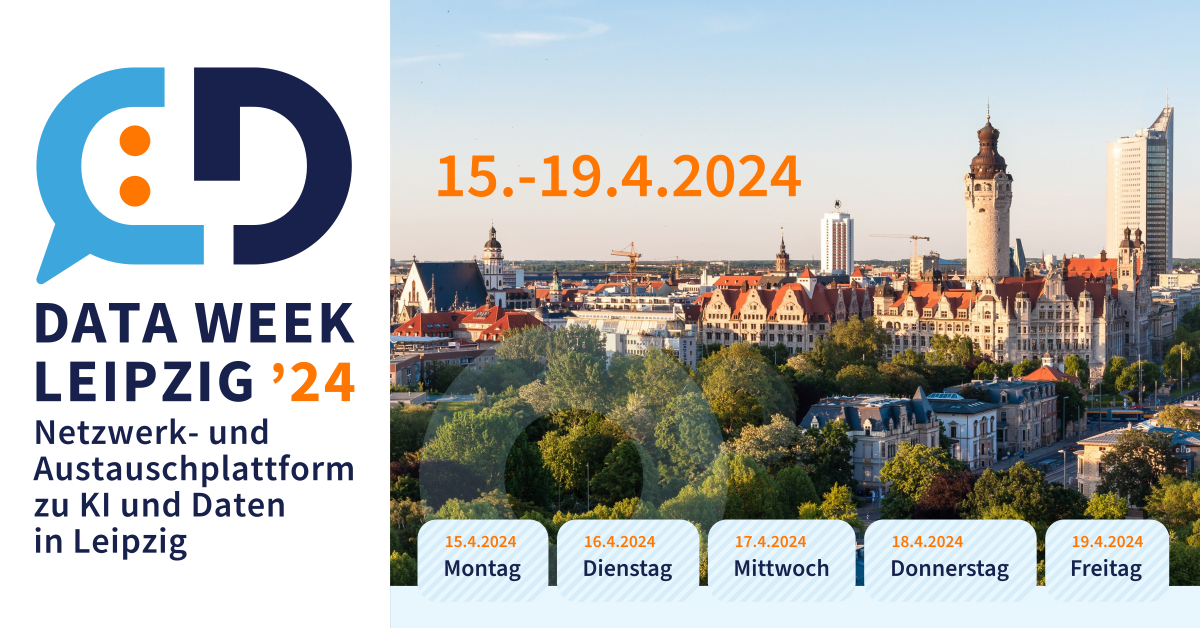 DATA WEEK
LEIPZIG ’24
Netzwerk- und
Austauschplattform
zu KI und Daten
in Leipzig
15.-19.4.2024
15.4.2024
Montag
16.4.2024
Dienstag
17.4.2024
Mittwoch
18.4.2024
Donnerstag
19.4.2024
Freitag